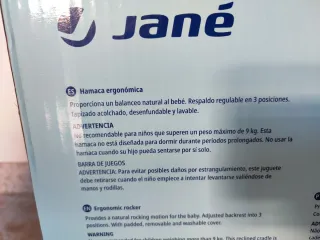 Jané
ES Hamaca ergonómica
Proporciona un balanceo natural al bebé. Respaldo regulable en 3 posiciones.
Tapizado acolchado, desenfundable y lavable.
ADVERTENCIA
No recomendable para niños que superen un peso máximo de 9 kg. Esta
hamaca no está diseñada para dormir durante períodos prolongados. No usar la
hamaca cuando su hijo pueda sentarse por si solo.
BARRA DE JUEGOS
ADVERTENCIA. Para evitar posibles daños por estrangulamiento, este juguete
debe retirarse cuando el niño empiece a intentar levantarse valiéndose de
manos y rodillas.
EN Ergonomic rocker
Provides a natural rocking motion for the baby. Adjusted backrest into 3
positions. With padded, removable and washable cover.
WARNING